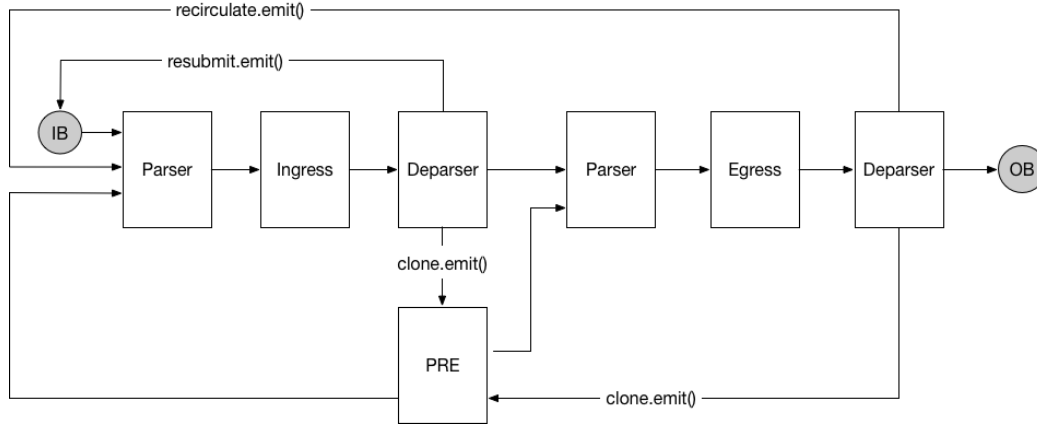 recirculate.emit()
resubmit.emit()
IB
Parser
Ingress
Deparser
Parser
Egress
Deparser
OB
clone.emit()
PRE
clone.emit()